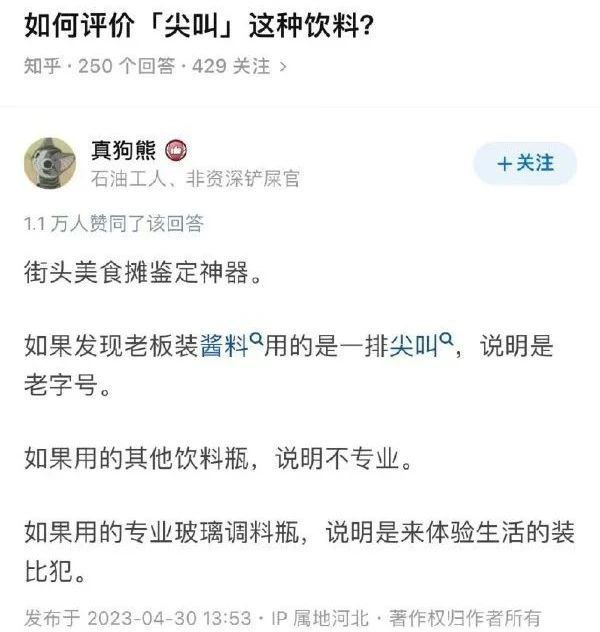 如何评价「尖叫」这种饮料?
知乎 · 250 个回答 · 429 关注 >
真狗熊
+关注
石油工人、非资深铲屎官
1.1 万人赞同了该回答
街头美食摊鉴定神器。
如果发现老板装酱料用的是一排尖叫，说明是
老字号。
如果用的其他饮料瓶，说明不专业。
如果用的专业玻璃调料瓶，说明是来体验生活的装
比犯。
发布于 2023-04-30 13:53 · IP 属地河北 · 著作权归作者所有